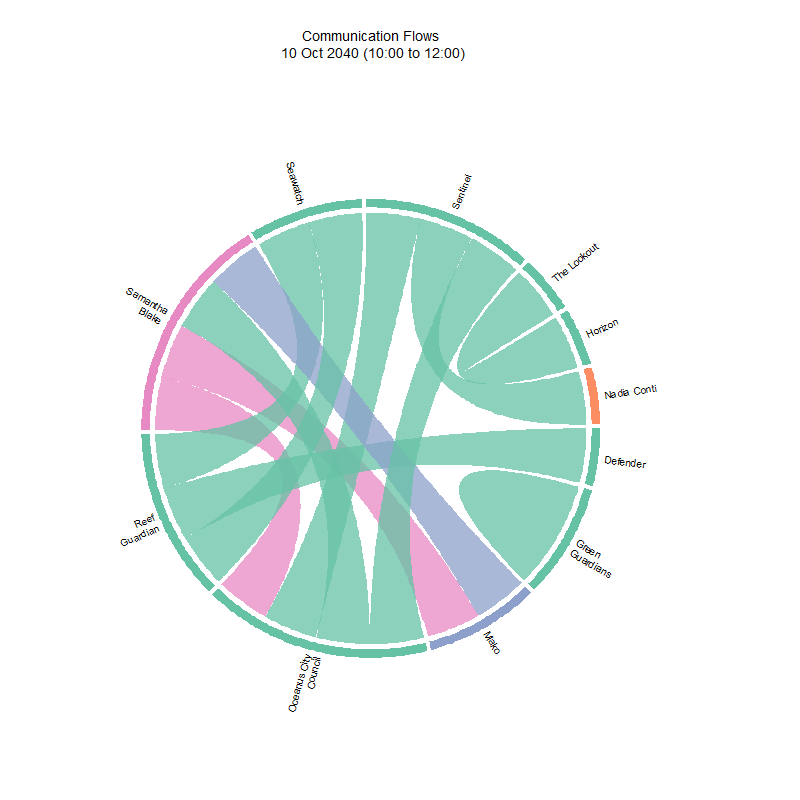 Communication Flows
10 Oct 2040 (10:00 to 12:00)
Seawatch
Sentinel
The Lookout
Horizon
Nadia Conti
Defender
Green
Guardians
Mako
Oceanus City
Council
Reef
Guardian
Samantha
Blake